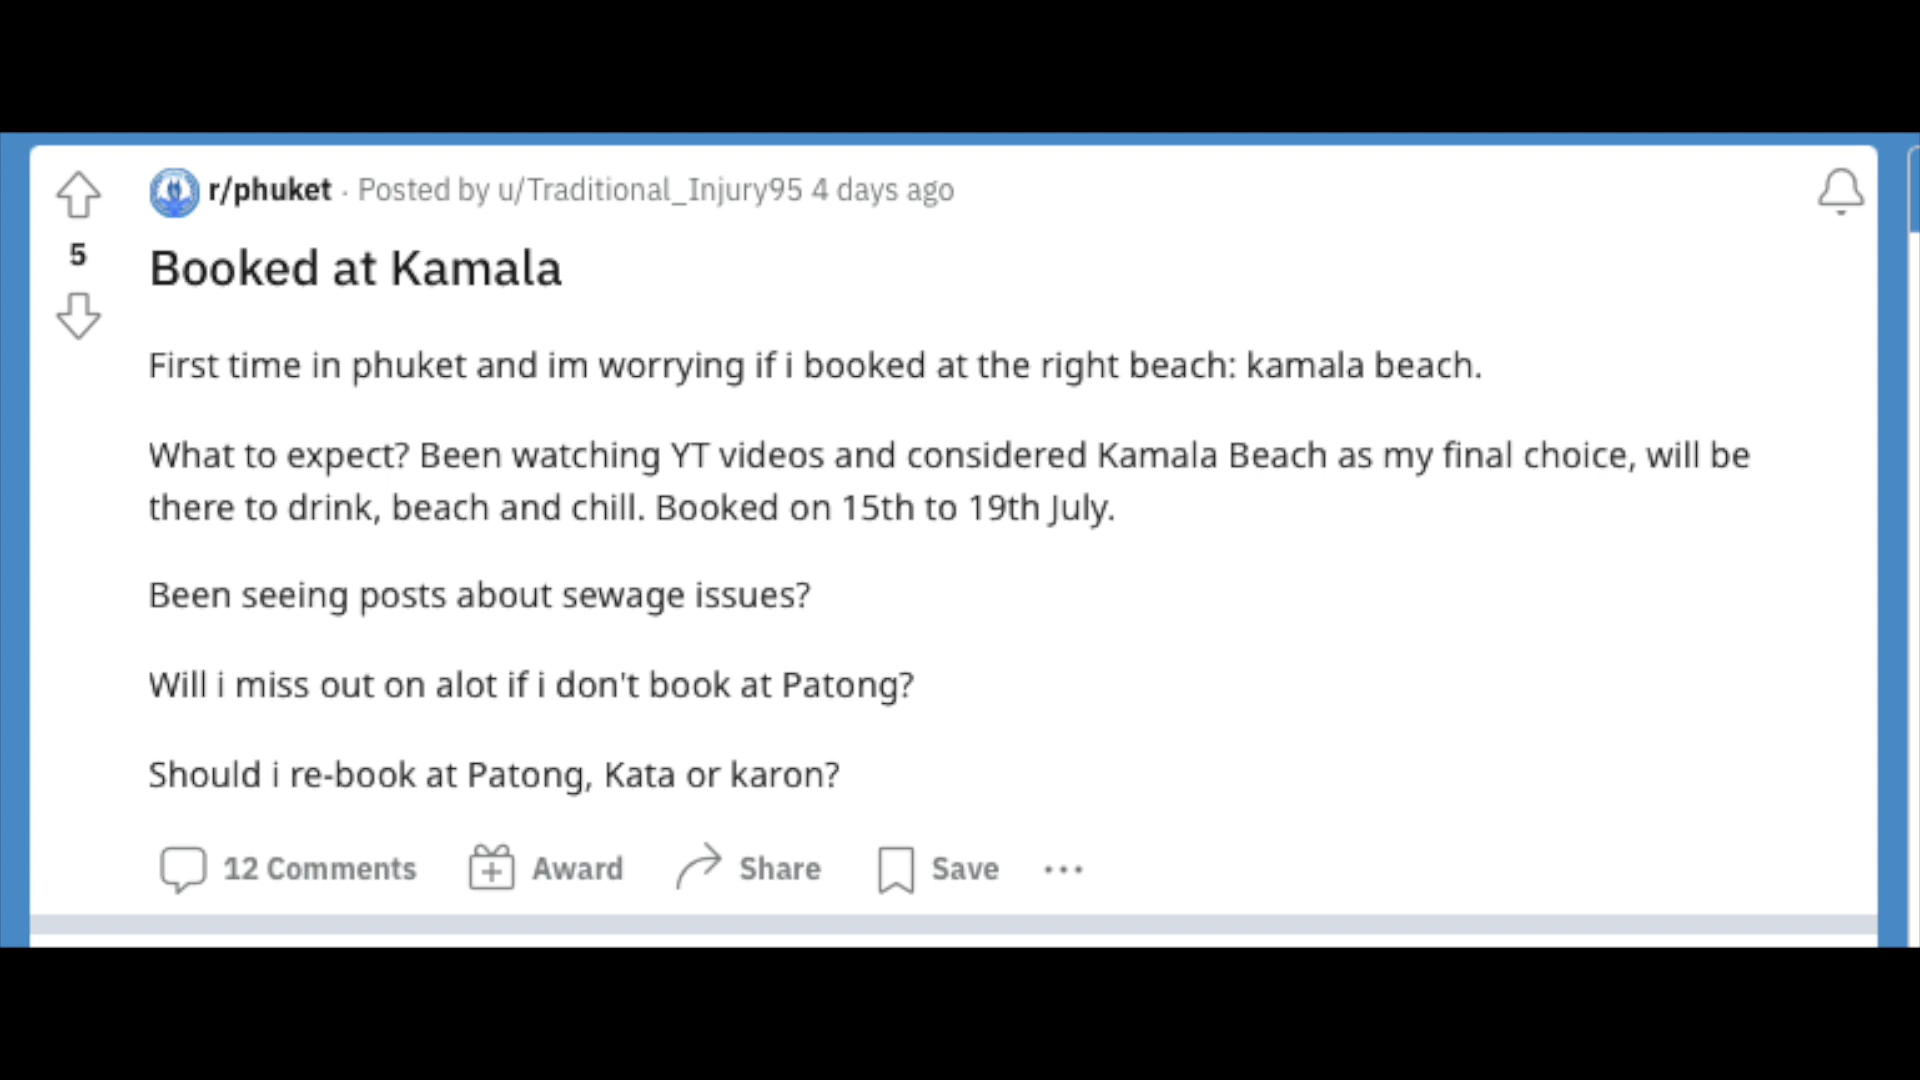 r/phuket · Posted by u/Traditional_Injury95 4 days ago
5
Booked at Kamala
First time in phuket and im worrying if i booked at the right beach: kamala beach.
What to expect? Been watching YT videos and considered Kamala Beach as my final choice, will be
there to drink, beach and chill. Booked on 15th to 19th July.
Been seeing posts about sewage issues?
Will i miss out on alot if i don't book at Patong?
Should i re-book at Patong, Kata or karon?
12 Comments Award Share Save ···